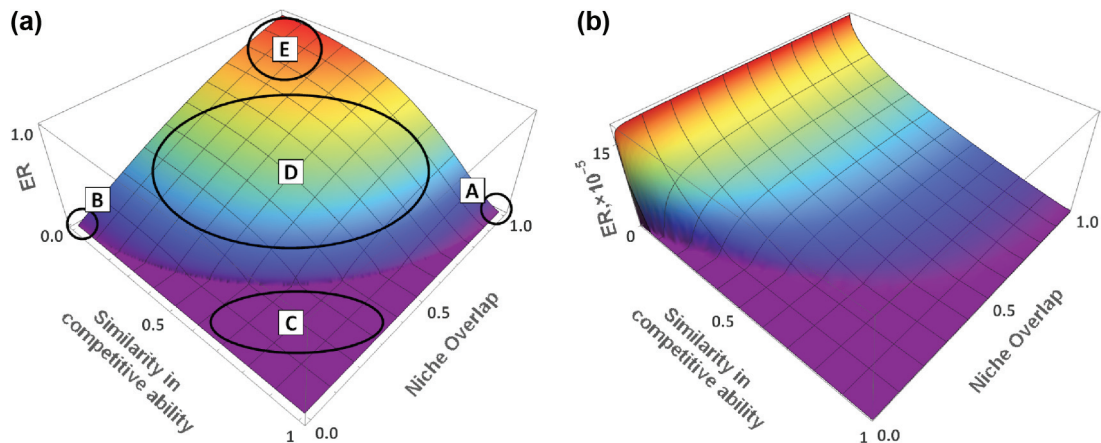 (a)
E
1.0
ER
D
B
A
0.0
1.0
C
0.5
0.5
Similarity in
competitive ability
Niche Overlap
1
0.0
(b)
15
ER,×10⁻⁵
0
1.0
0.5
0.5
Similarity in
competitive ability
Niche Overlap
1
0.0